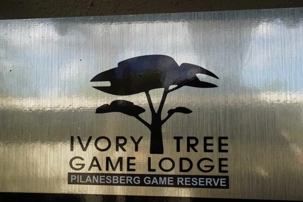 IVORY TREE
GAME LODGE
PILANESBERG GAME RESERVE